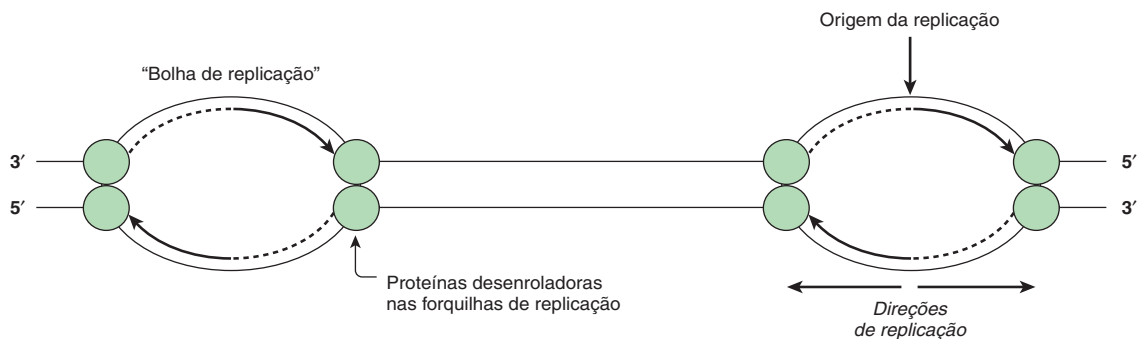 Origem da replicação
“Bolha de replicação”
3′ 5′
5′ 3′
Proteínas desenroladoras
nas forquilhas de replicação
Direções
de replicação